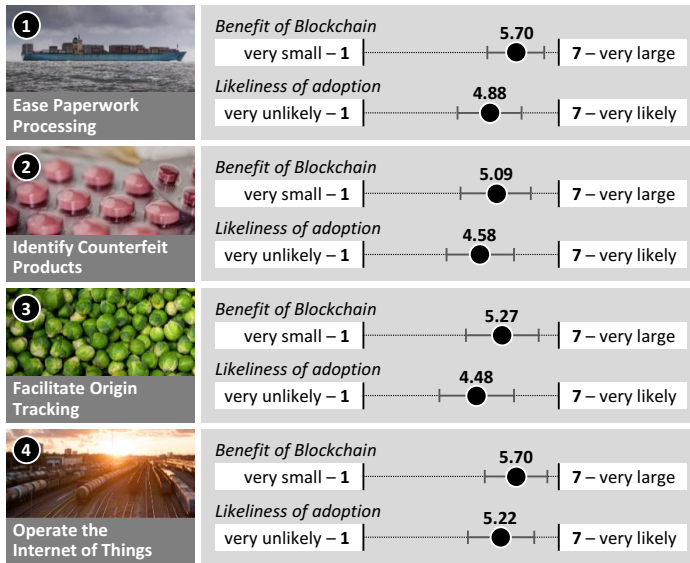 1
Ease Paperwork
Processing
Benefit of Blockchain
5.70
very small – 1
7 – very large
Likeliness of adoption
4.88
very unlikely – 1
7 – very likely
2
Identify Counterfeit
Products
Benefit of Blockchain
5.09
very small – 1
7 – very large
Likeliness of adoption
4.58
very unlikely – 1
7 – very likely
3
Facilitate Origin
Tracking
Benefit of Blockchain
5.27
very small – 1
7 – very large
Likeliness of adoption
4.48
very unlikely – 1
7 – very likely
4
Operate the
Internet of Things
Benefit of Blockchain
5.70
very small – 1
7 – very large
Likeliness of adoption
5.22
very unlikely – 1
7 – very likely